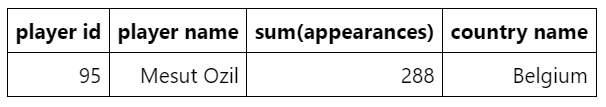 player id player name sum(appearances) country name
95 Mesut Ozil 288 Belgium